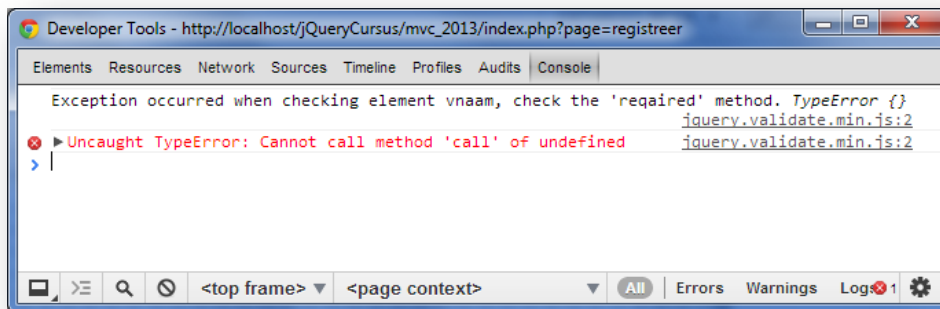 Developer Tools - http://localhost/jQueryCursus/mvc_2013/index.php?page=registreer
Elements Resources Network Sources Timeline Profiles Audits Console
Exception occurred when checking element vnaam, check the 'reqaired' method. TypeError {}
jquery.validate.min.js:2
Uncaught TypeError: Cannot call method 'call' of undefined jquery.validate.min.js:2
<top frame> <page context> All Errors Warnings Logs 1